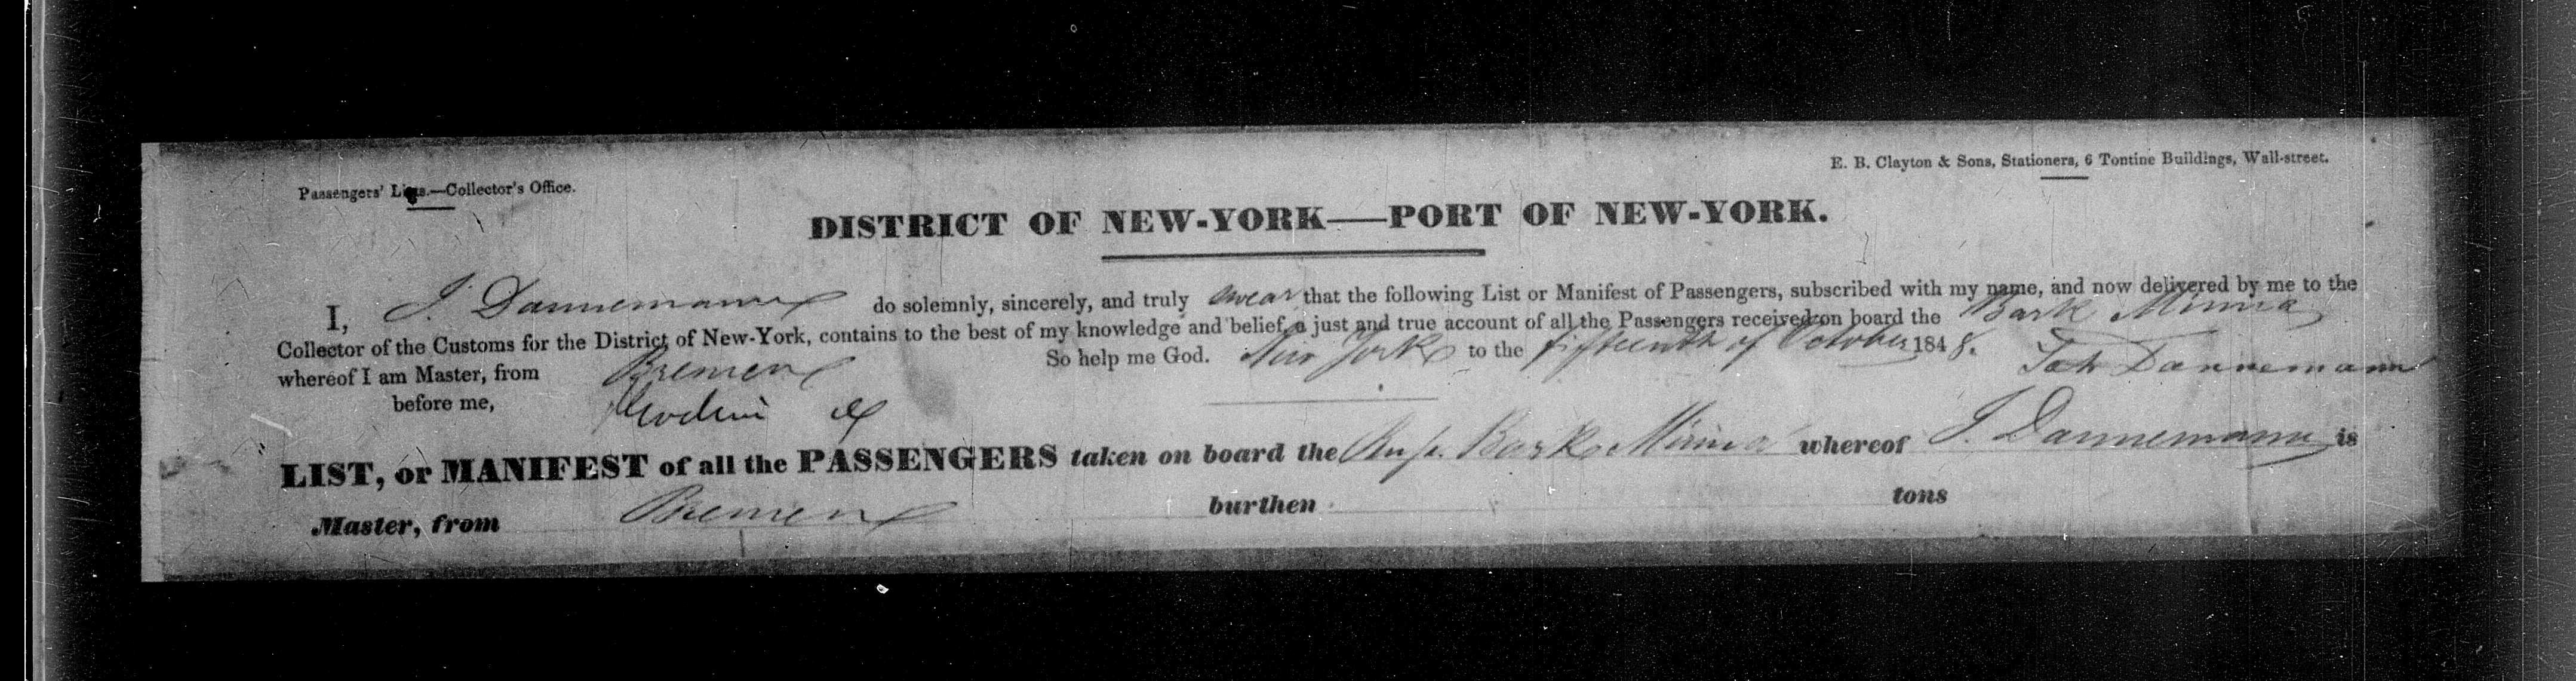 E. B. Clayton & Sons, Stationers, 6 Tontine Buildings, Wall-street.
Passengers' Lists.—Collector's Office.
DISTRICT OF NEW-YORK—PORT OF NEW-YORK.
I, J. Dannemann do solemnly, sincerely, and truly swear that the following List or Manifest of Passengers, subscribed with my name, and now delivered by me to the
Collector of the Customs for the District of New-York, contains to the best of my knowledge and belief, a just and true account of all the Passengers received on board the Bark Minna
whereof I am Master, from Bremen So help me God. New York to the fifteenth of October 1848.
Joh Dannemann
before me,
LIST, or MANIFEST of all the PASSENGERS taken on board the Bark Minna whereof J. Dannemann is
Master, from Bremen burthen tons